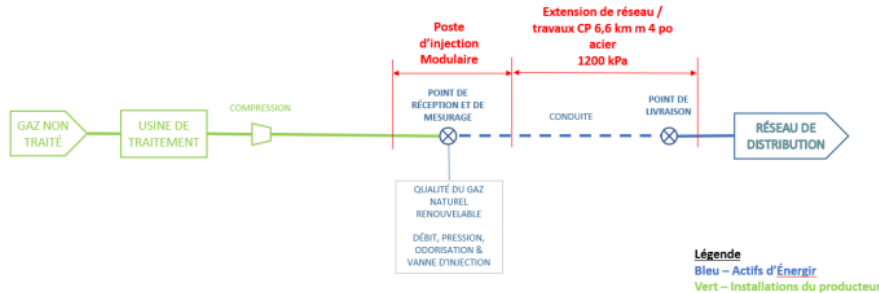 Poste
d'injection
Modulaire
Extension de réseau /
travaux CP 6,6 km m 4 po
acier
1200 kPa
GAZ NON
TRAITÉ
USINE DE
TRAITEMENT
COMPRESSION
POINT DE
RÉCEPTION ET DE
MESURAGE
CONDUITE
POINT DE
LIVRAISON
RÉSEAU DE
DISTRIBUTION
QUALITÉ DU GAZ
NATUREL
RENOUVELABLE
DÉBIT, PRESSION,
ODORISATION &
VANNE D'INJECTION
Légende
Bleu – Actifs d'Énergir
Vert – Installations du producteur